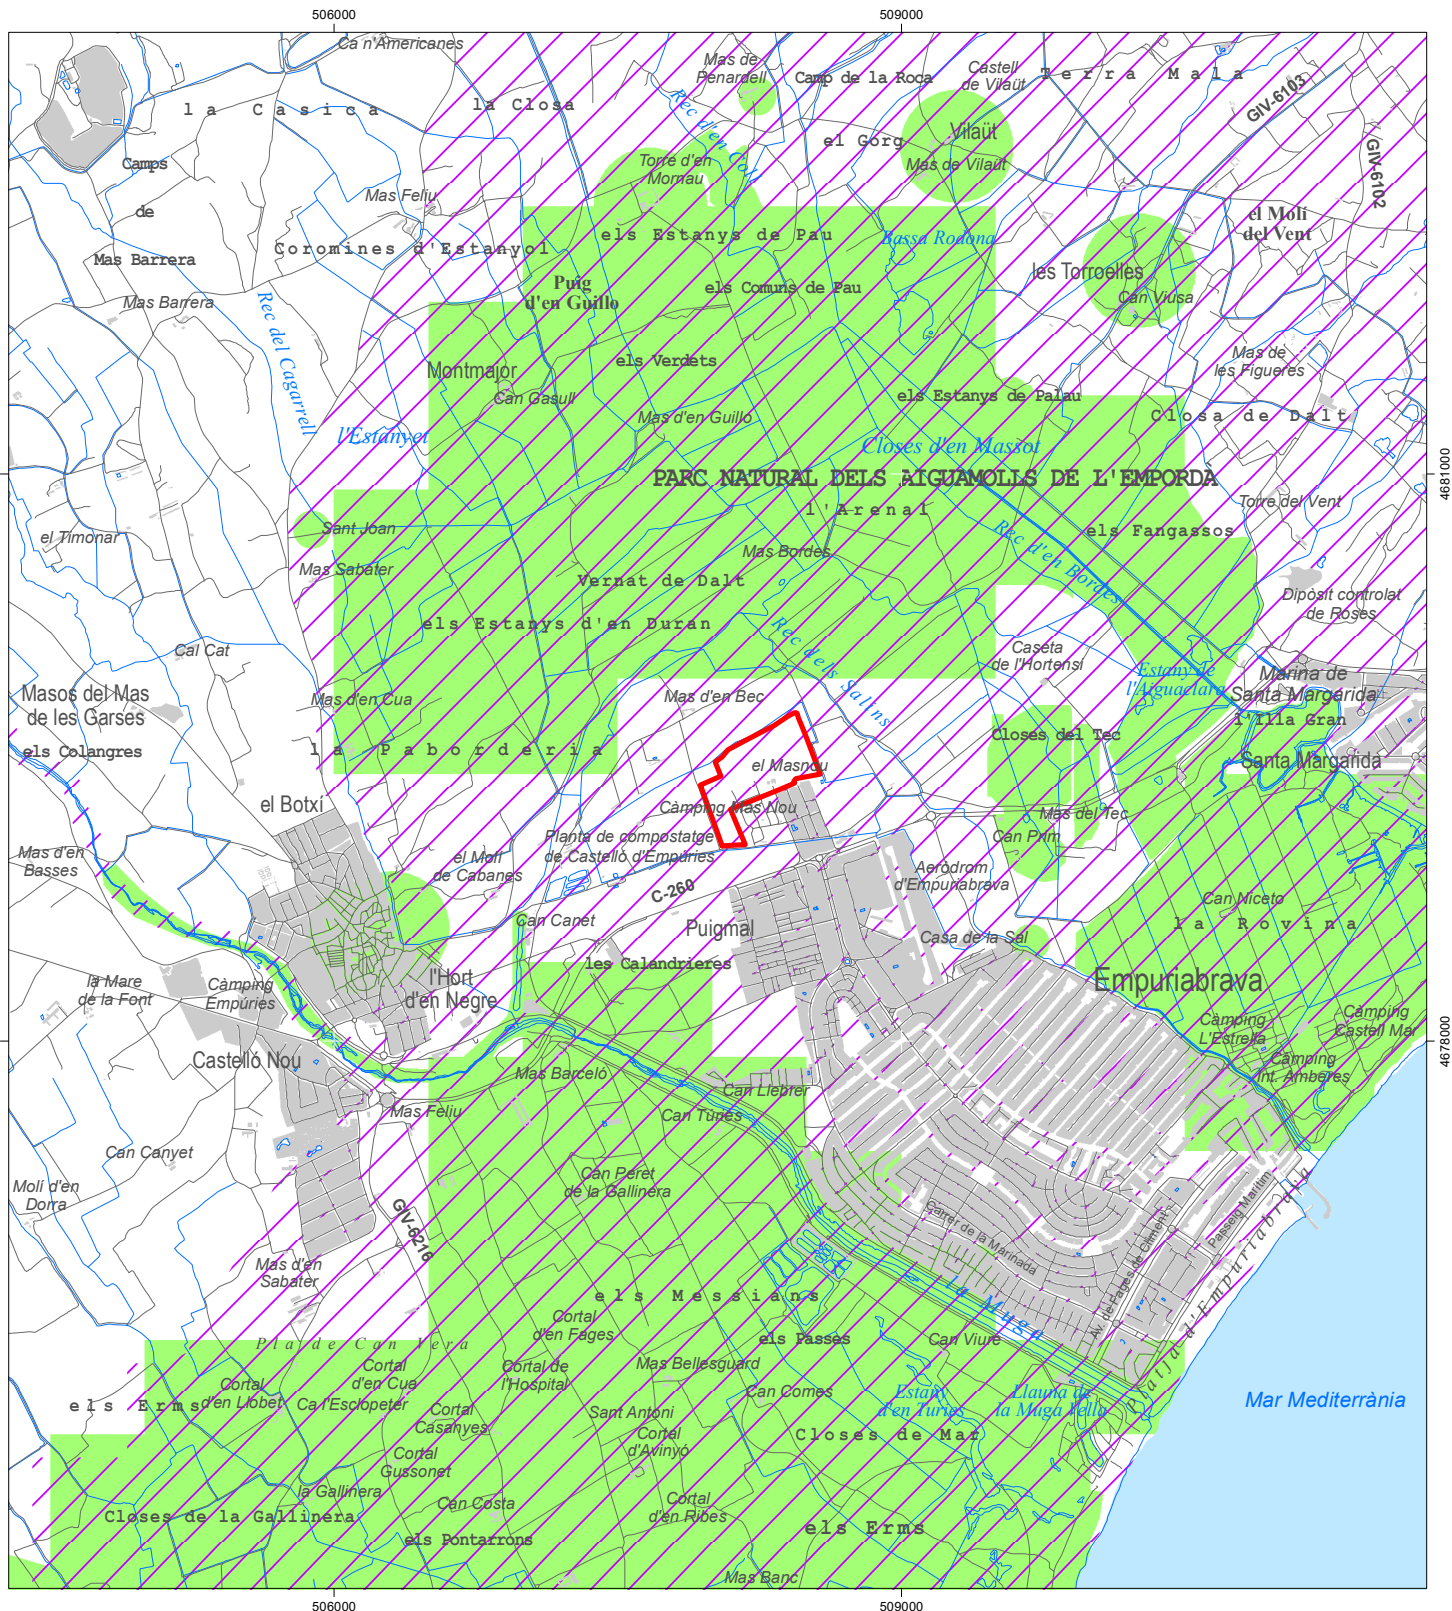 506000
509000
Ca n'Americanes
Mas de
Penardell
Camp de la Roca
Castell
de Vilaüt
Terra Mala
GIV-6103
la Casica
la Closa
Rec d'en Coll
el Gorg
Vilaüt
Mas de Vilaüt
GIV-6102
Camps
de
Mas Barrera
Torre d'en
Mornau
Mas Feliu
Coromines d'Estanyol
els Estanys de Pau
Bassa Rodona
el Molí
del Vent
les Torroelles
Can Viusa
Mas Barrera
Rec del Cagarrell
Puig
d'en Guillo
els Comuns de Pau
els Verdets
Mas de
les Figueres
Montmajor
Can Gasull
Mas d'en Guillo
els Estanys de Palau
Closa de Dalt
l'Estanyet
Closes d'en Massot
PARC NATURAL DELS AIGUAMOLLS DE L'EMPORDÀ
4681000
l'Arenal
Torre del Vent
Sant Joan
el Timonar
Rec d'en Bordes
els Fangassos
Mas Bordes
Mas Sabater
Vernat de Dalt
Dipòsit controlat
de Roses
els Estanys d'en Duran
Rec dels Salins
Cal Cat
Caseta
de l'Hortensi
Estany de
l'Aiguaclara
Marina de
Santa Margarida
Masos del Mas
de les Garses
Mas d'en Cua
Mas d'en Bec
l'Illa Gran
els Colangres
la Paborderia
Closes del Tec
el Masnou
Santa Margarida
el Botxí
Càmping Mas Nou
Mas del Tec
Can Prim
Planta de compostatge
de Castelló d'Empúries
Mas d'en
Basses
el Molí
de Cabanes
Aeròdrom
d'Empuriabrava
C-260
Can Niceto
la Rovina
Can Canet
Puigmal
Casa de la Sal
les Calandrieres
la Mare
de la Font
Càmping
Empúries
l'Hort
d'en Negre
Empuriabrava
Càmping
L'Estrella
Càmping
Castell Mar
4678000
Castelló Nou
Mas Barceló
Càmping
Int. Amberes
Can Llebrer
Mas Feliu
Can Túnes
Can Canyet
Can Peret
de la Gallinera
Molí d'en
Dorra
GIV-6216
Carrer de la Marinada
Av. de Fages de Climent
Passeig Marítim
Platja d'Empuriabrava
Mas d'en
Sabater
els Messians
la Muga
Cortal
d'en Fages
els Passes
Can Viure
Pla de Can Vera
Cortal
d'en Cua
Cortal de
l'Hospital
Mas Bellesguard
Cortal
d'en Llobet
Ca l'Esclopeter
Can Comes
Estany
d'en Turies
Llauna de
la Muga Vella
Mar Mediterrània
els Erms
Cortal
Casanyes
Sant Antoni
Cortal
d'Avinyó
Closes de Mar
Cortal
Gussonet
la Gallinera
Can Costa
Cortal
d'en Ribes
Closes de la Gallinera
els Pontarrons
els Erms
Mas Banc
506000
509000